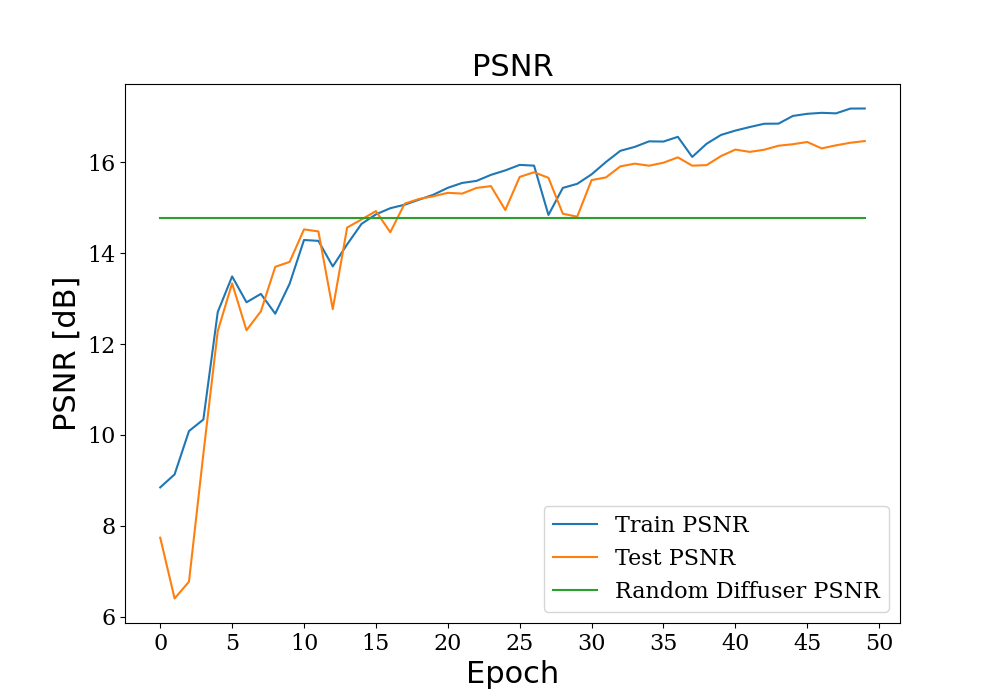 PSNR
PSNR [dB]
16
14
12
10
8
6
Train PSNR
Test PSNR
Random Diffuser PSNR
0 5 10 15 20 25 30 35 40 45 50
Epoch